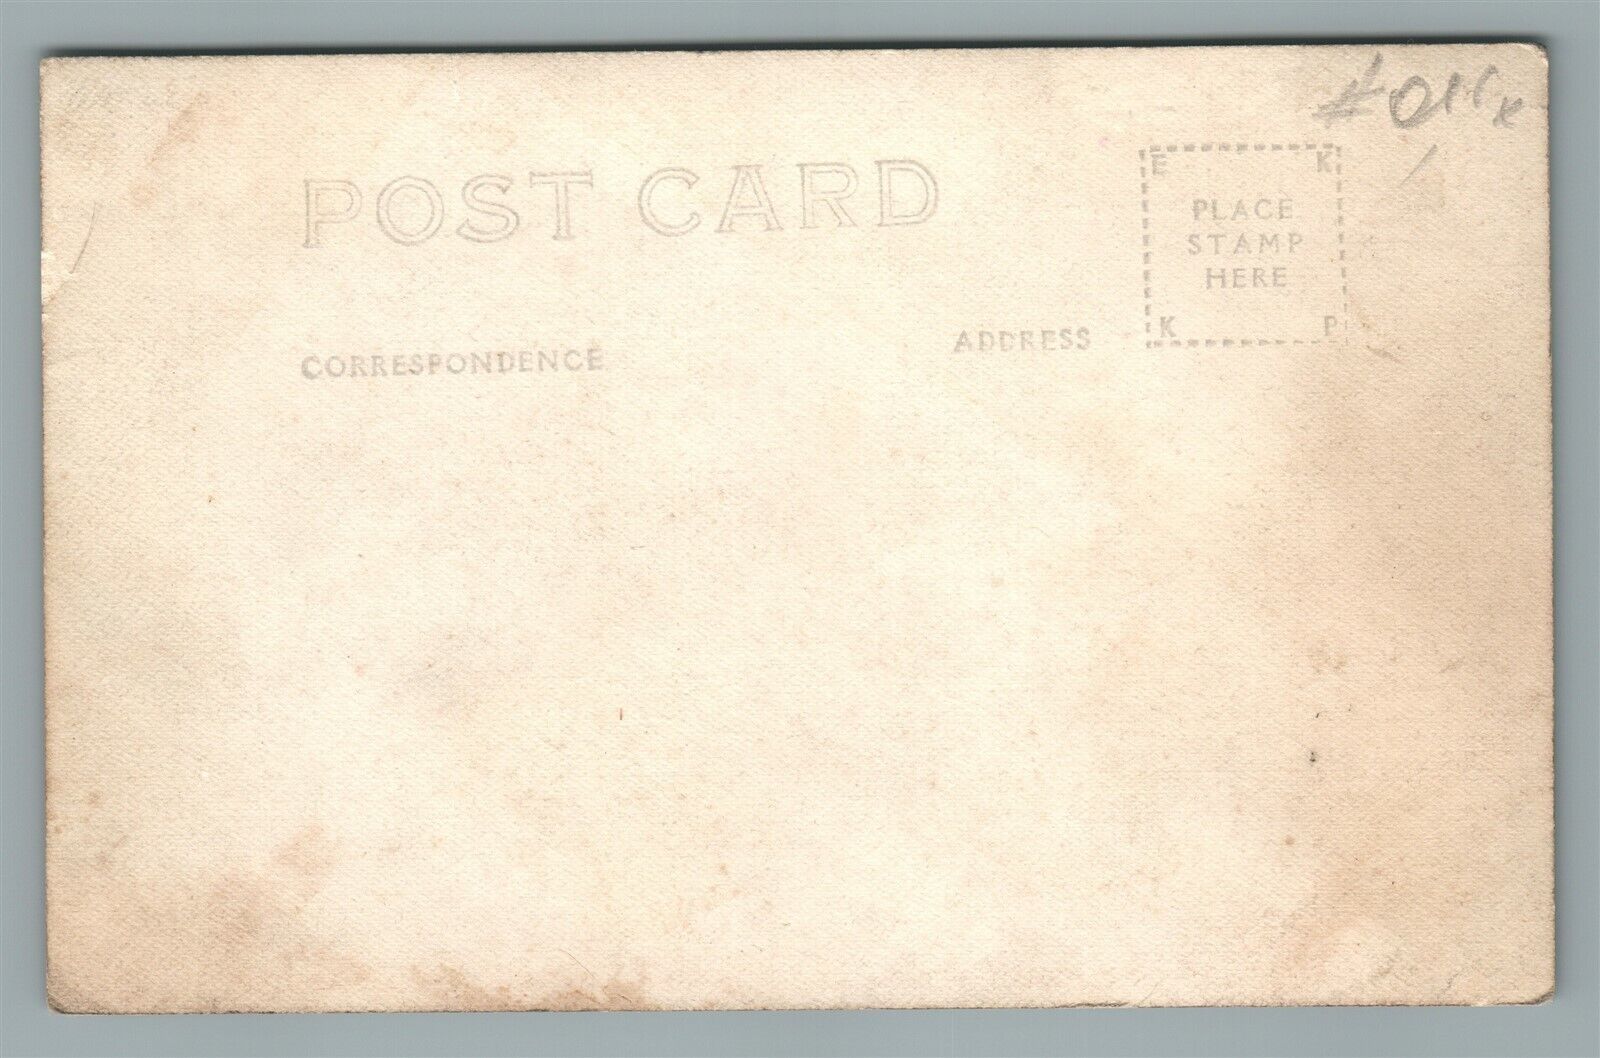 POST CARD
E K
PLACE
STAMP
HERE
K P
CORRESPONDENCE
ADDRESS